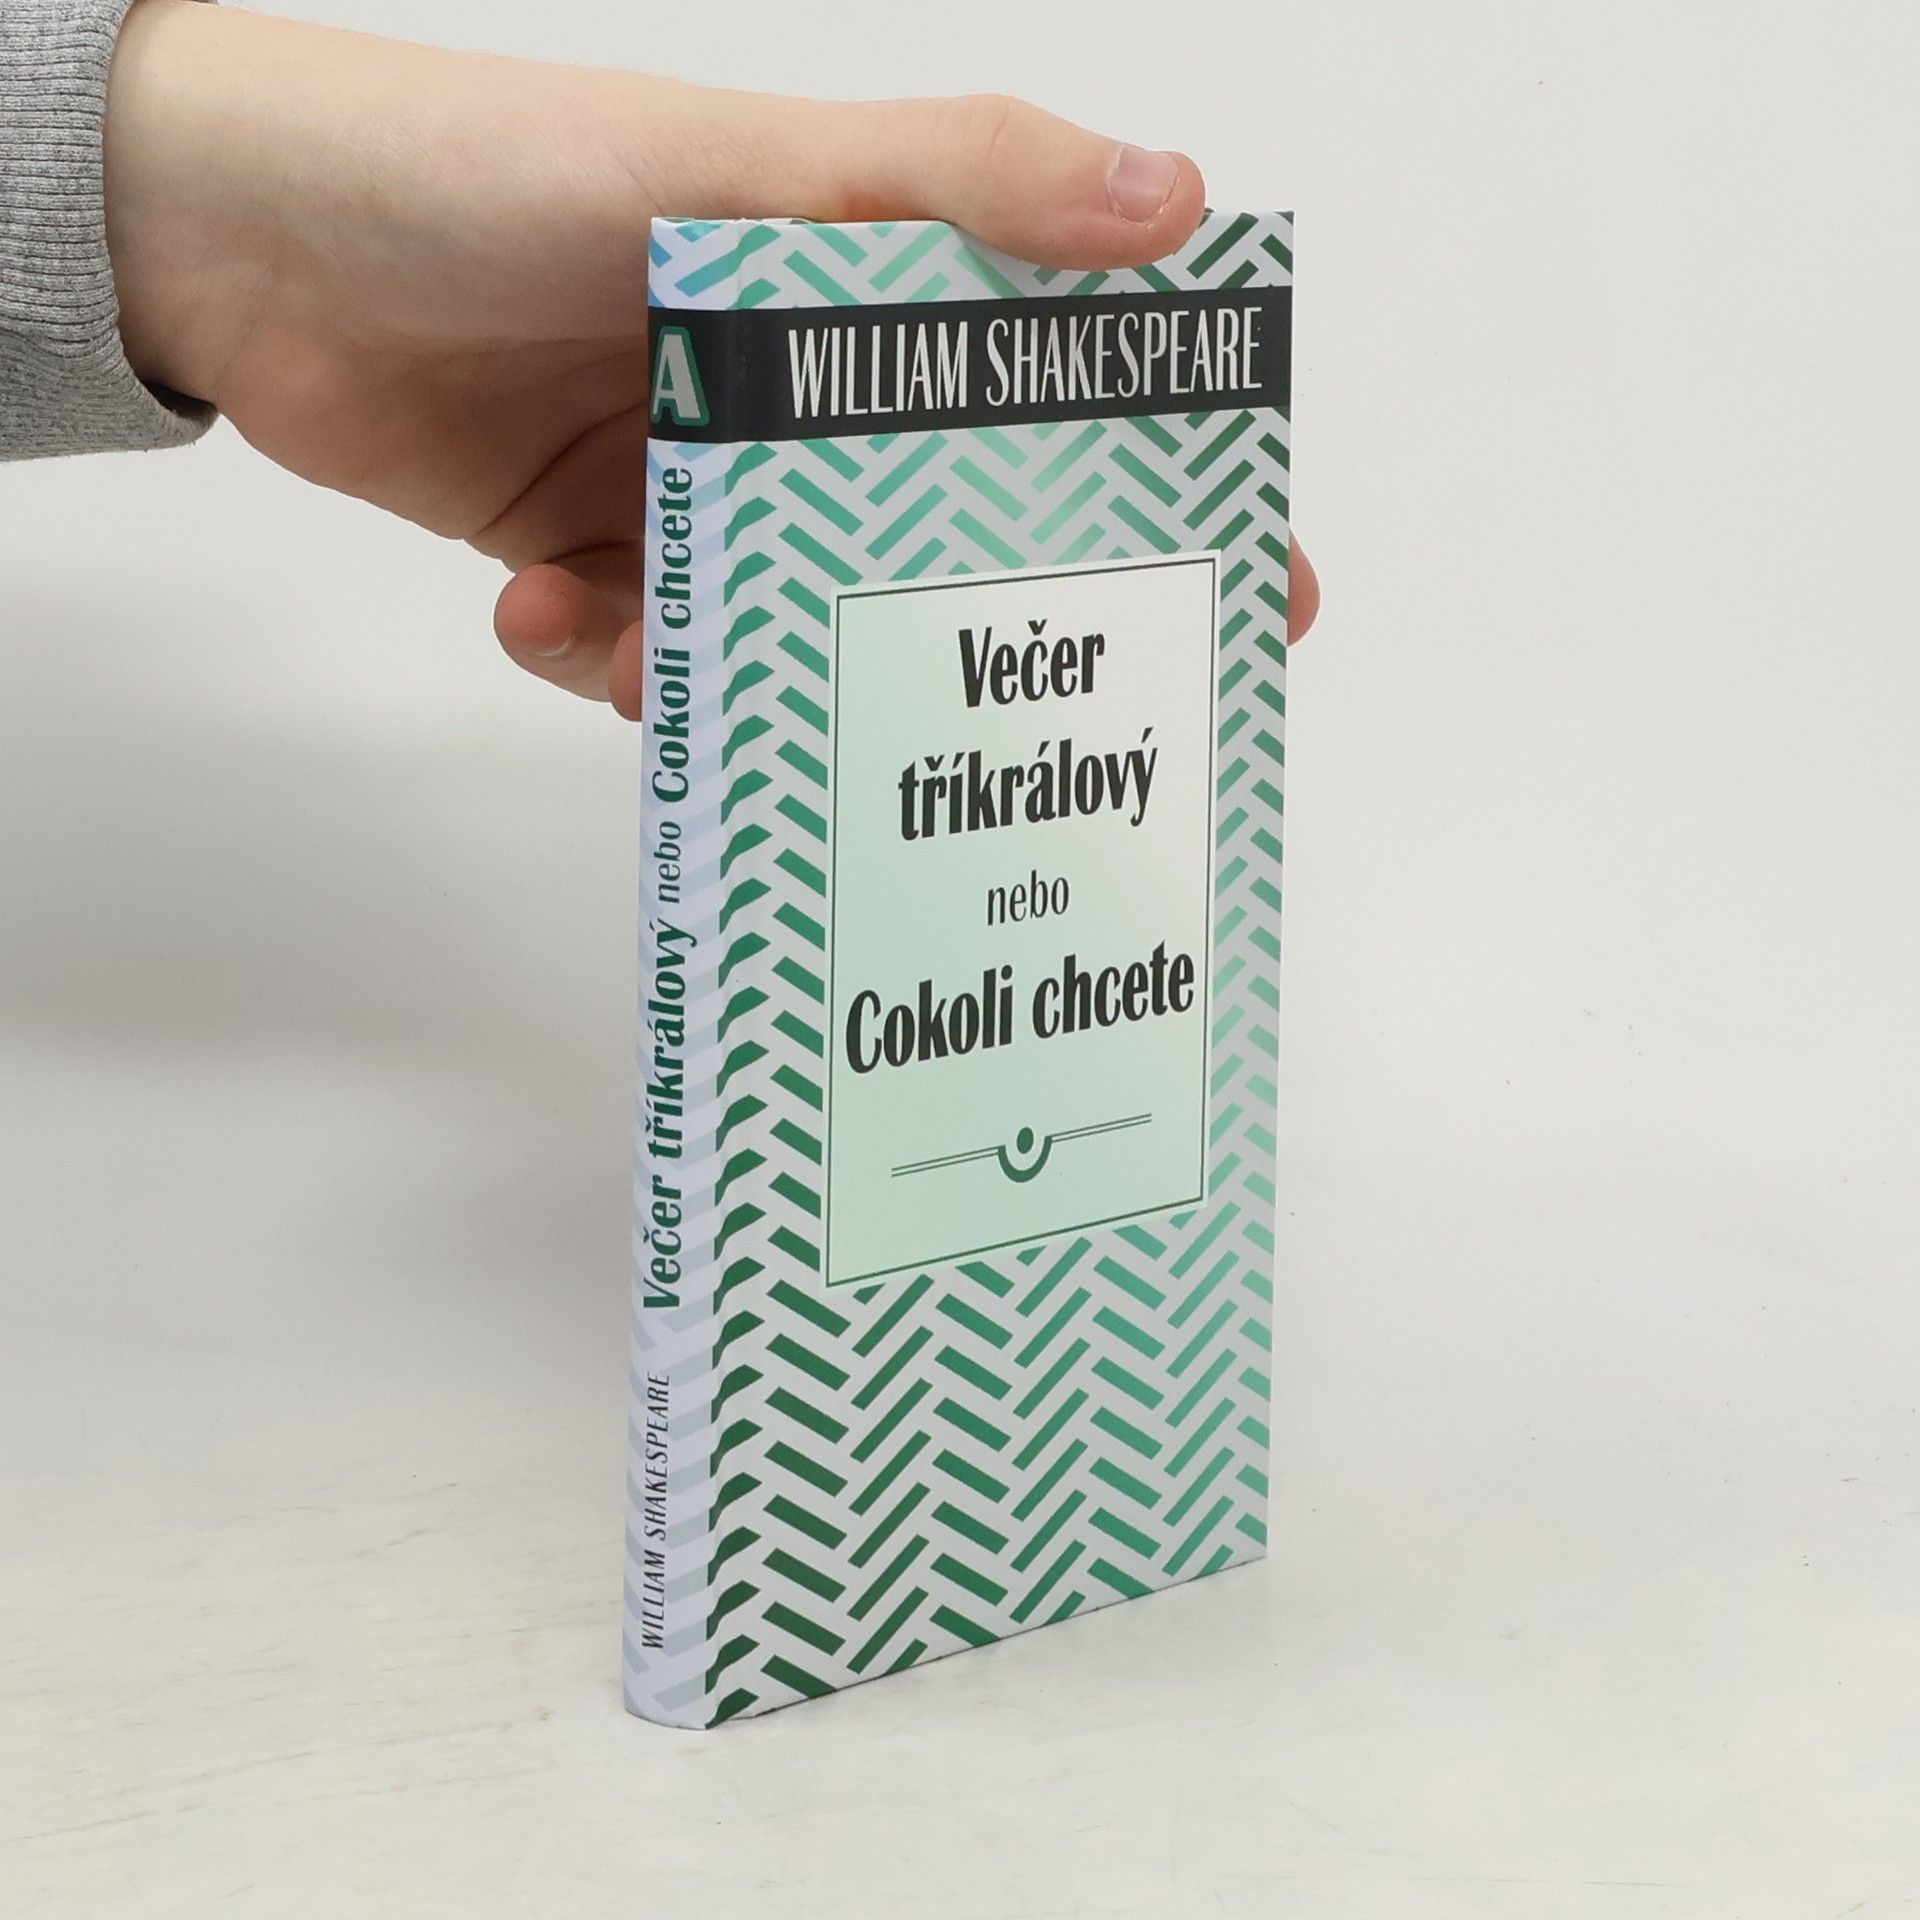 WILLIAM SHAKESPEARE
Večer
tříkrálový
nebo
Cokoli chcete
A
WILLIAM SHAKESPEARE Večer tříkrálový nebo Cokoli chcete